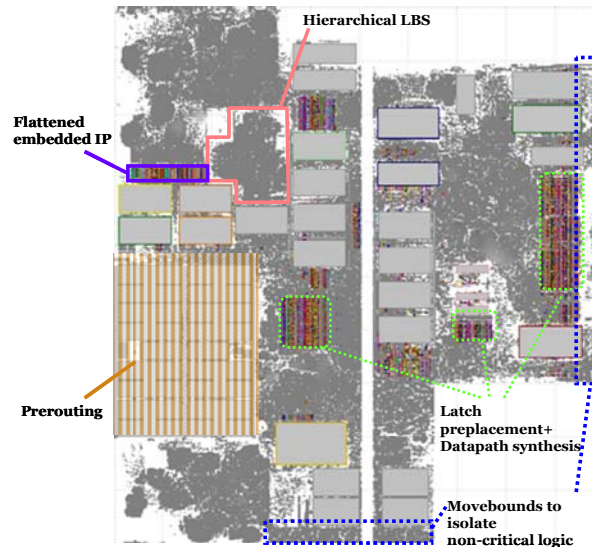 Hierarchical LBS
Flattened
embedded IP
Prerouting
Latch
preplacement+
Datapath synthesis
Movebounds to
isolate
non-critical logic